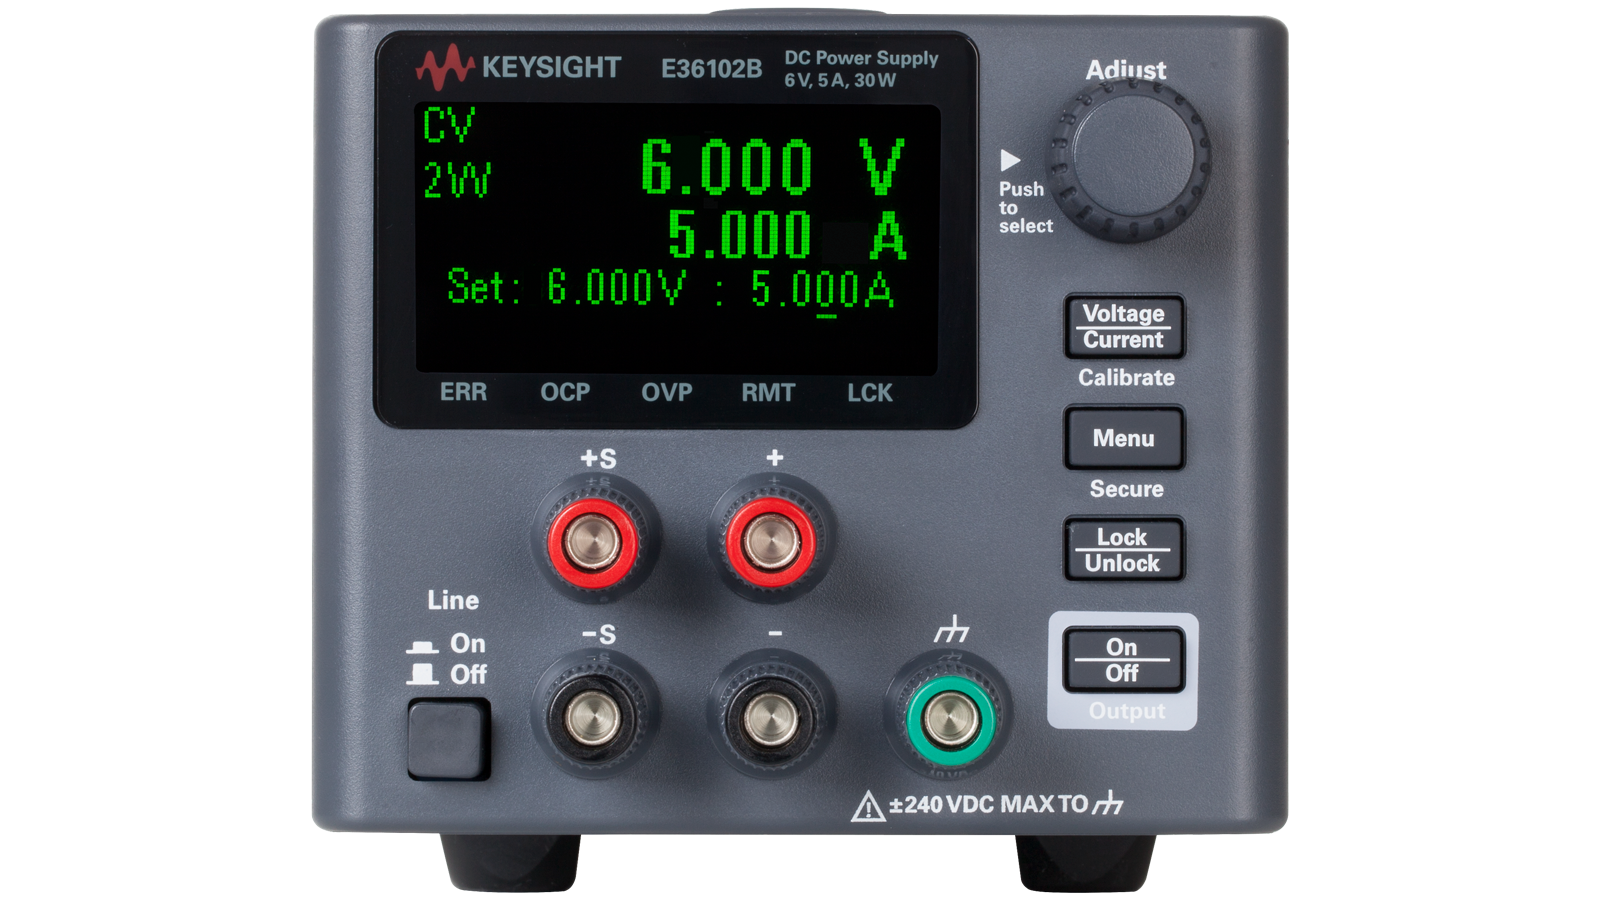 KEYSIGHT E36102B DC Power Supply
6V, 5A, 30W
CV
2W
6.000 V
5.000 A
Set: 6.000V : 5.000A
ERR OCP OVP RMT LCK
Adjust
Push
to
select
Voltage
Current
Calibrate
Menu
Secure
Lock
Unlock
On
Off
Output
+S +
-S -
Line
On
Off
±240 VDC MAX TO